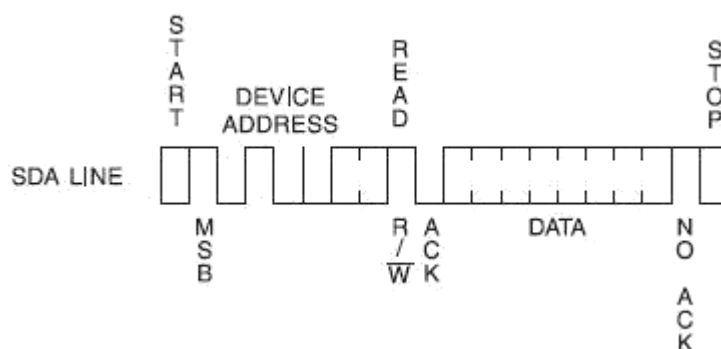 START
READ
STOP
DEVICE
ADDRESS
SDA LINE
MSB
R/W
ACK
DATA
NO ACK